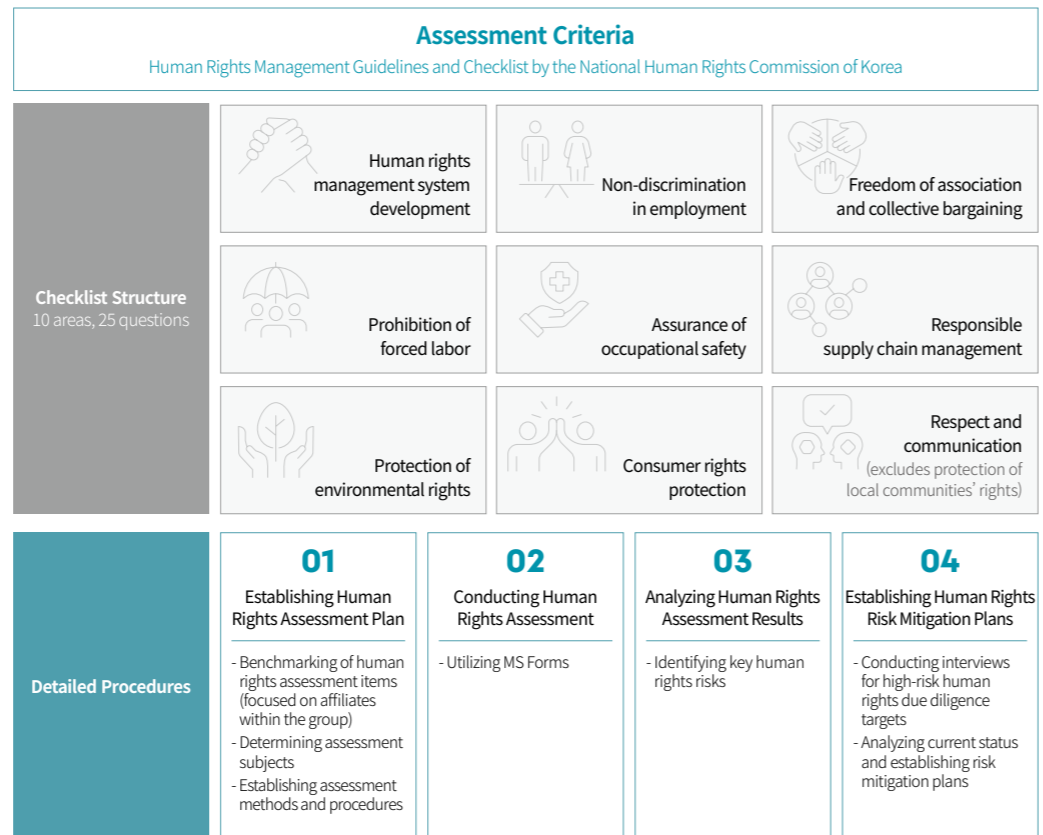 Assessment Criteria
Human Rights Management Guidelines and Checklist by the National Human Rights Commission of Korea
Checklist Structure
10 areas, 25 questions
Human rights
management system
development
Non-discrimination
in employment
Freedom of association
and collective bargaining
Prohibition of
forced labor
Assurance of
occupational safety
Responsible
supply chain management
Protection of
environmental rights
Consumer rights
protection
Respect and
communication
(excludes protection of
local communities’ rights)
Detailed Procedures
01
Establishing Human
Rights Assessment Plan
- Benchmarking of human
rights assessment items
(focused on affiliates
within the group)
- Determining assessment
subjects
- Establishing assessment
methods and procedures
02
Conducting Human
Rights Assessment
- Utilizing MS Forms
03
Analyzing Human Rights
Assessment Results
- Identifying key human
rights risks
04
Establishing Human Rights
Risk Mitigation Plans
- Conducting interviews
for high-risk human
rights due diligence
targets
- Analyzing current status
and establishing risk
mitigation plans